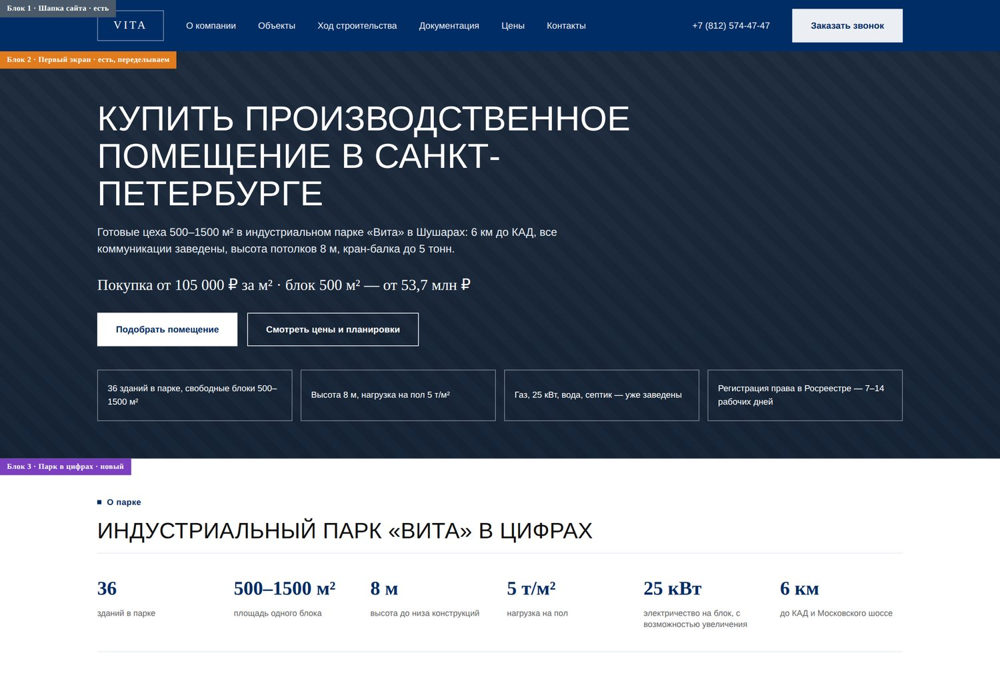 Блок 1 · Шапка сайта · есть
VITA
О компании
Объекты
Ход строительства
Документация
Цены
Контакты
+7 (812) 574-47-47
Заказать звонок
Блок 2 · Первый экран · есть, переделываем
КУПИТЬ ПРОИЗВОДСТВЕННОЕ
ПОМЕЩЕНИЕ В САНКТ-
ПЕТЕРБУРГЕ
Готовые цеха 500–1500 м² в индустриальном парке «Вита» в Шушарах: 6 км до КАД, все
коммуникации заведены, высота потолков 8 м, кран-балка до 5 тонн.
Покупка от 105 000 ₽ за м² · блок 500 м² — от 53,7 млн ₽
Подобрать помещение
Смотреть цены и планировки
36 зданий в парке, свободные блоки 500–
1500 м²
Высота 8 м, нагрузка на пол 5 т/м²
Газ, 25 кВт, вода, септик — уже заведены
Регистрация права в Росреестре — 7–14
рабочих дней
Блок 3 · Парк в цифрах · новый
О парке
ИНДУСТРИАЛЬНЫЙ ПАРК «ВИТА» В ЦИФРАХ
36
зданий в парке
500–1500 м²
площадь одного блока
8 м
высота до низа конструкций
5 т/м²
нагрузка на пол
25 кВт
электричество на блок, с
возможностью увеличения
6 км
до КАД и Московского шоссе